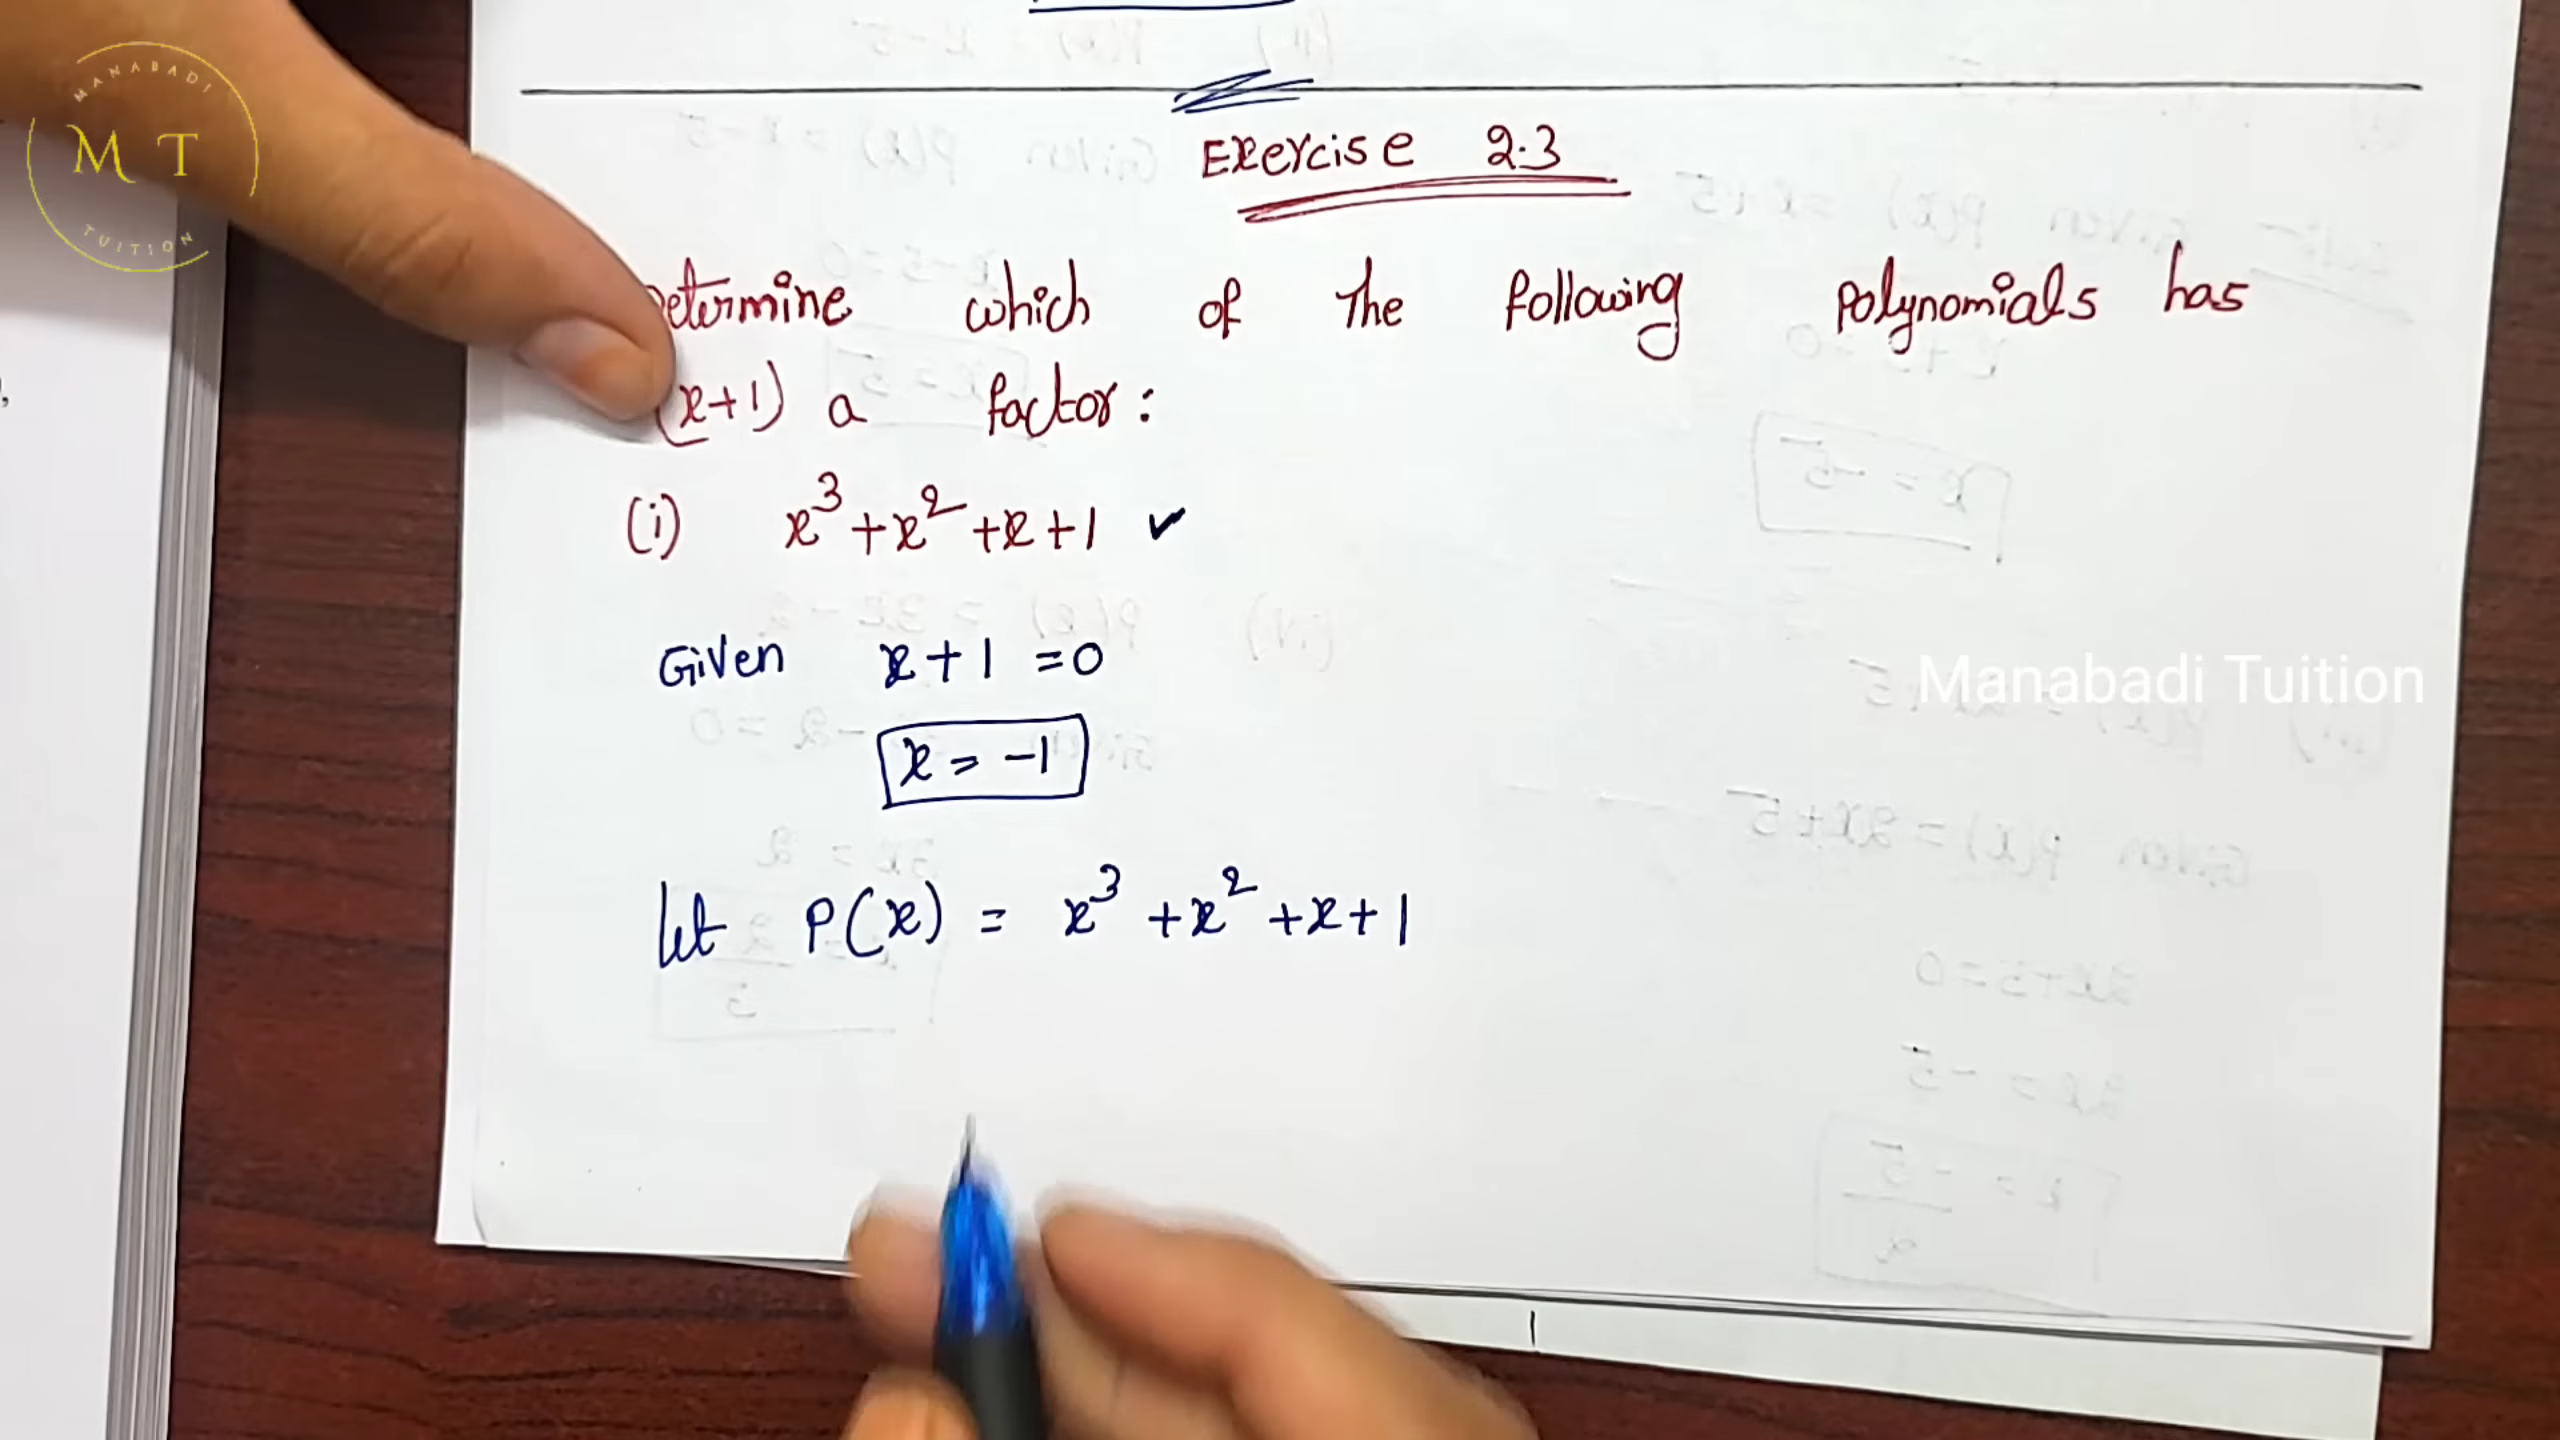 MANABADI
M T
TUITION
Exercise 2.3
etermine which of the following polynomials has
(x+1) a factor:
(i) x³+x²+x+1 ✓
Given x+1 =0
x = -1
Manabadi Tuition
let P(x) = x³+x²+x+1